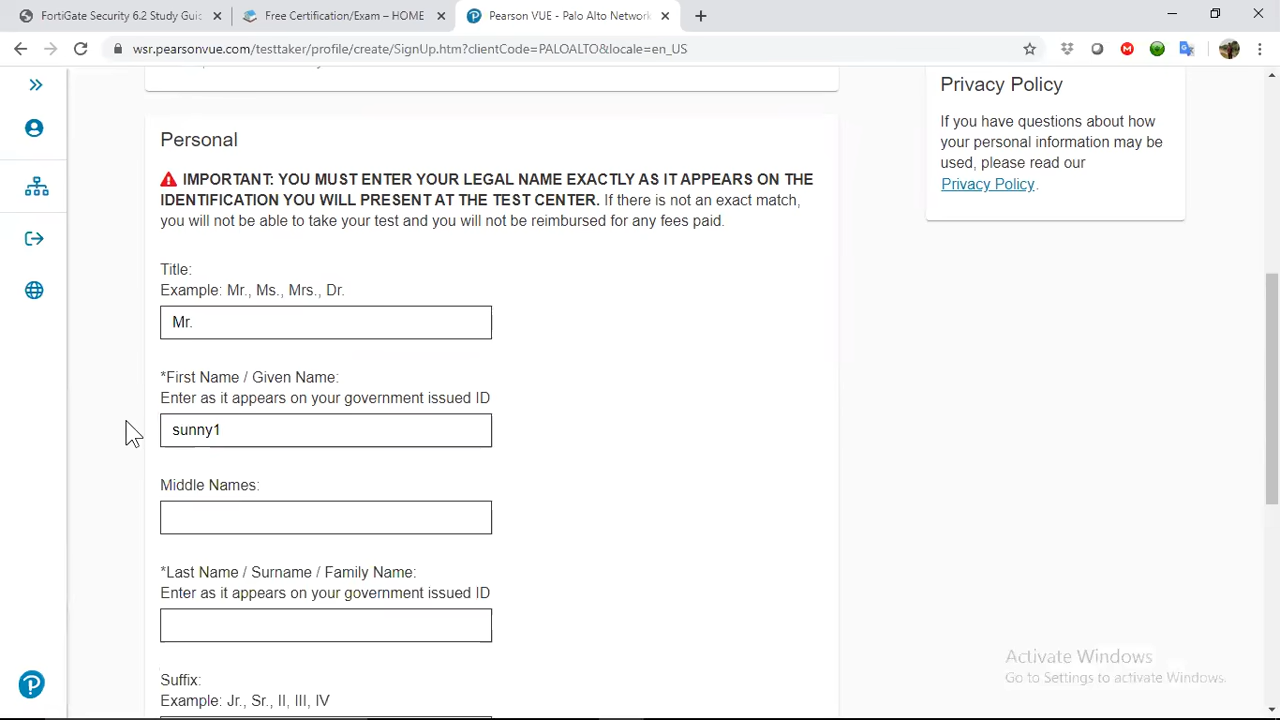 FortiGate Security 6.2 Study Guid
Free Certification/Exam – HOME
Pearson VUE - Palo Alto Network
wsr.pearsonvue.com/testtaker/profile/create/SignUp.htm?clientCode=PALOALTO&locale=en_US
Privacy Policy
If you have questions about how
your personal information may be
used, please read our
Privacy Policy.
Personal
IMPORTANT: YOU MUST ENTER YOUR LEGAL NAME EXACTLY AS IT APPEARS ON THE
IDENTIFICATION YOU WILL PRESENT AT THE TEST CENTER. If there is not an exact match,
you will not be able to take your test and you will not be reimbursed for any fees paid.
Title:
Example: Mr., Ms., Mrs., Dr.
Mr.
*First Name / Given Name:
Enter as it appears on your government issued ID
sunny1
Middle Names:
*Last Name / Surname / Family Name:
Enter as it appears on your government issued ID
Suffix:
Example: Jr., Sr., II, III, IV
Activate Windows
Go to Settings to activate Windows.